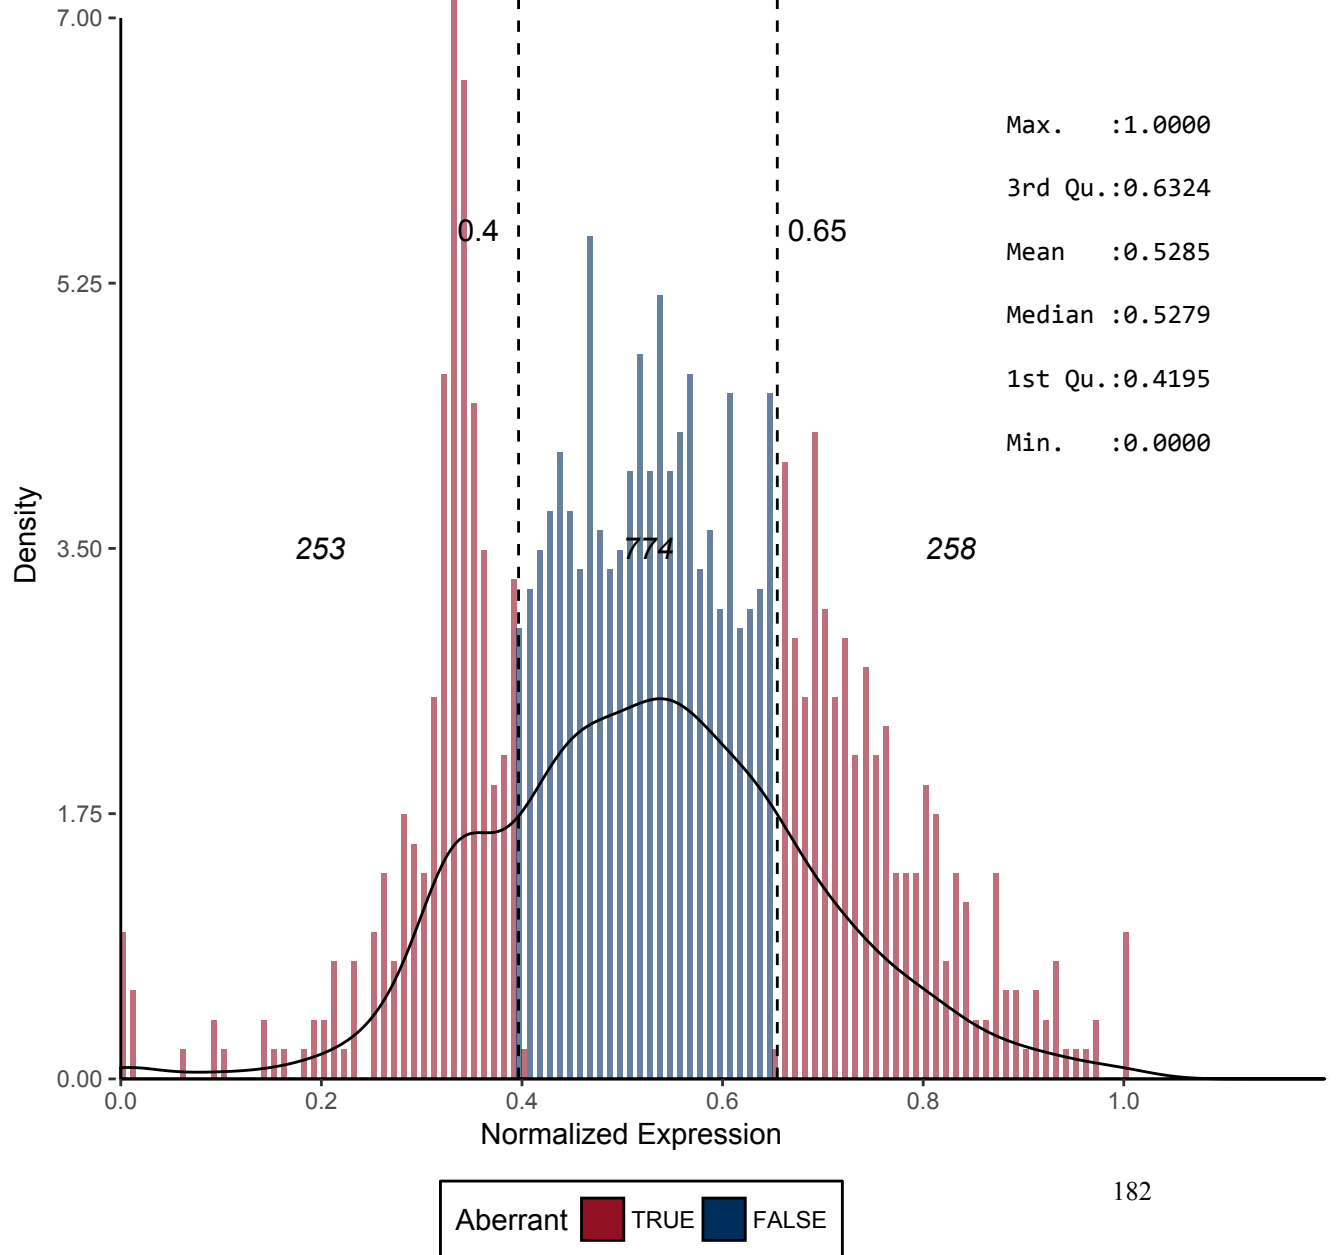 7.00
5.25
3.50
1.75
0.00
Density
0.4
0.65
253
774
258
Max. :1.0000
3rd Qu.:0.6324
Mean :0.5285
Median :0.5279
1st Qu.:0.4195
Min. :0.0000
0.0 0.2 0.4 0.6 0.8 1.0
Normalized Expression
182
Aberrant TRUE FALSE